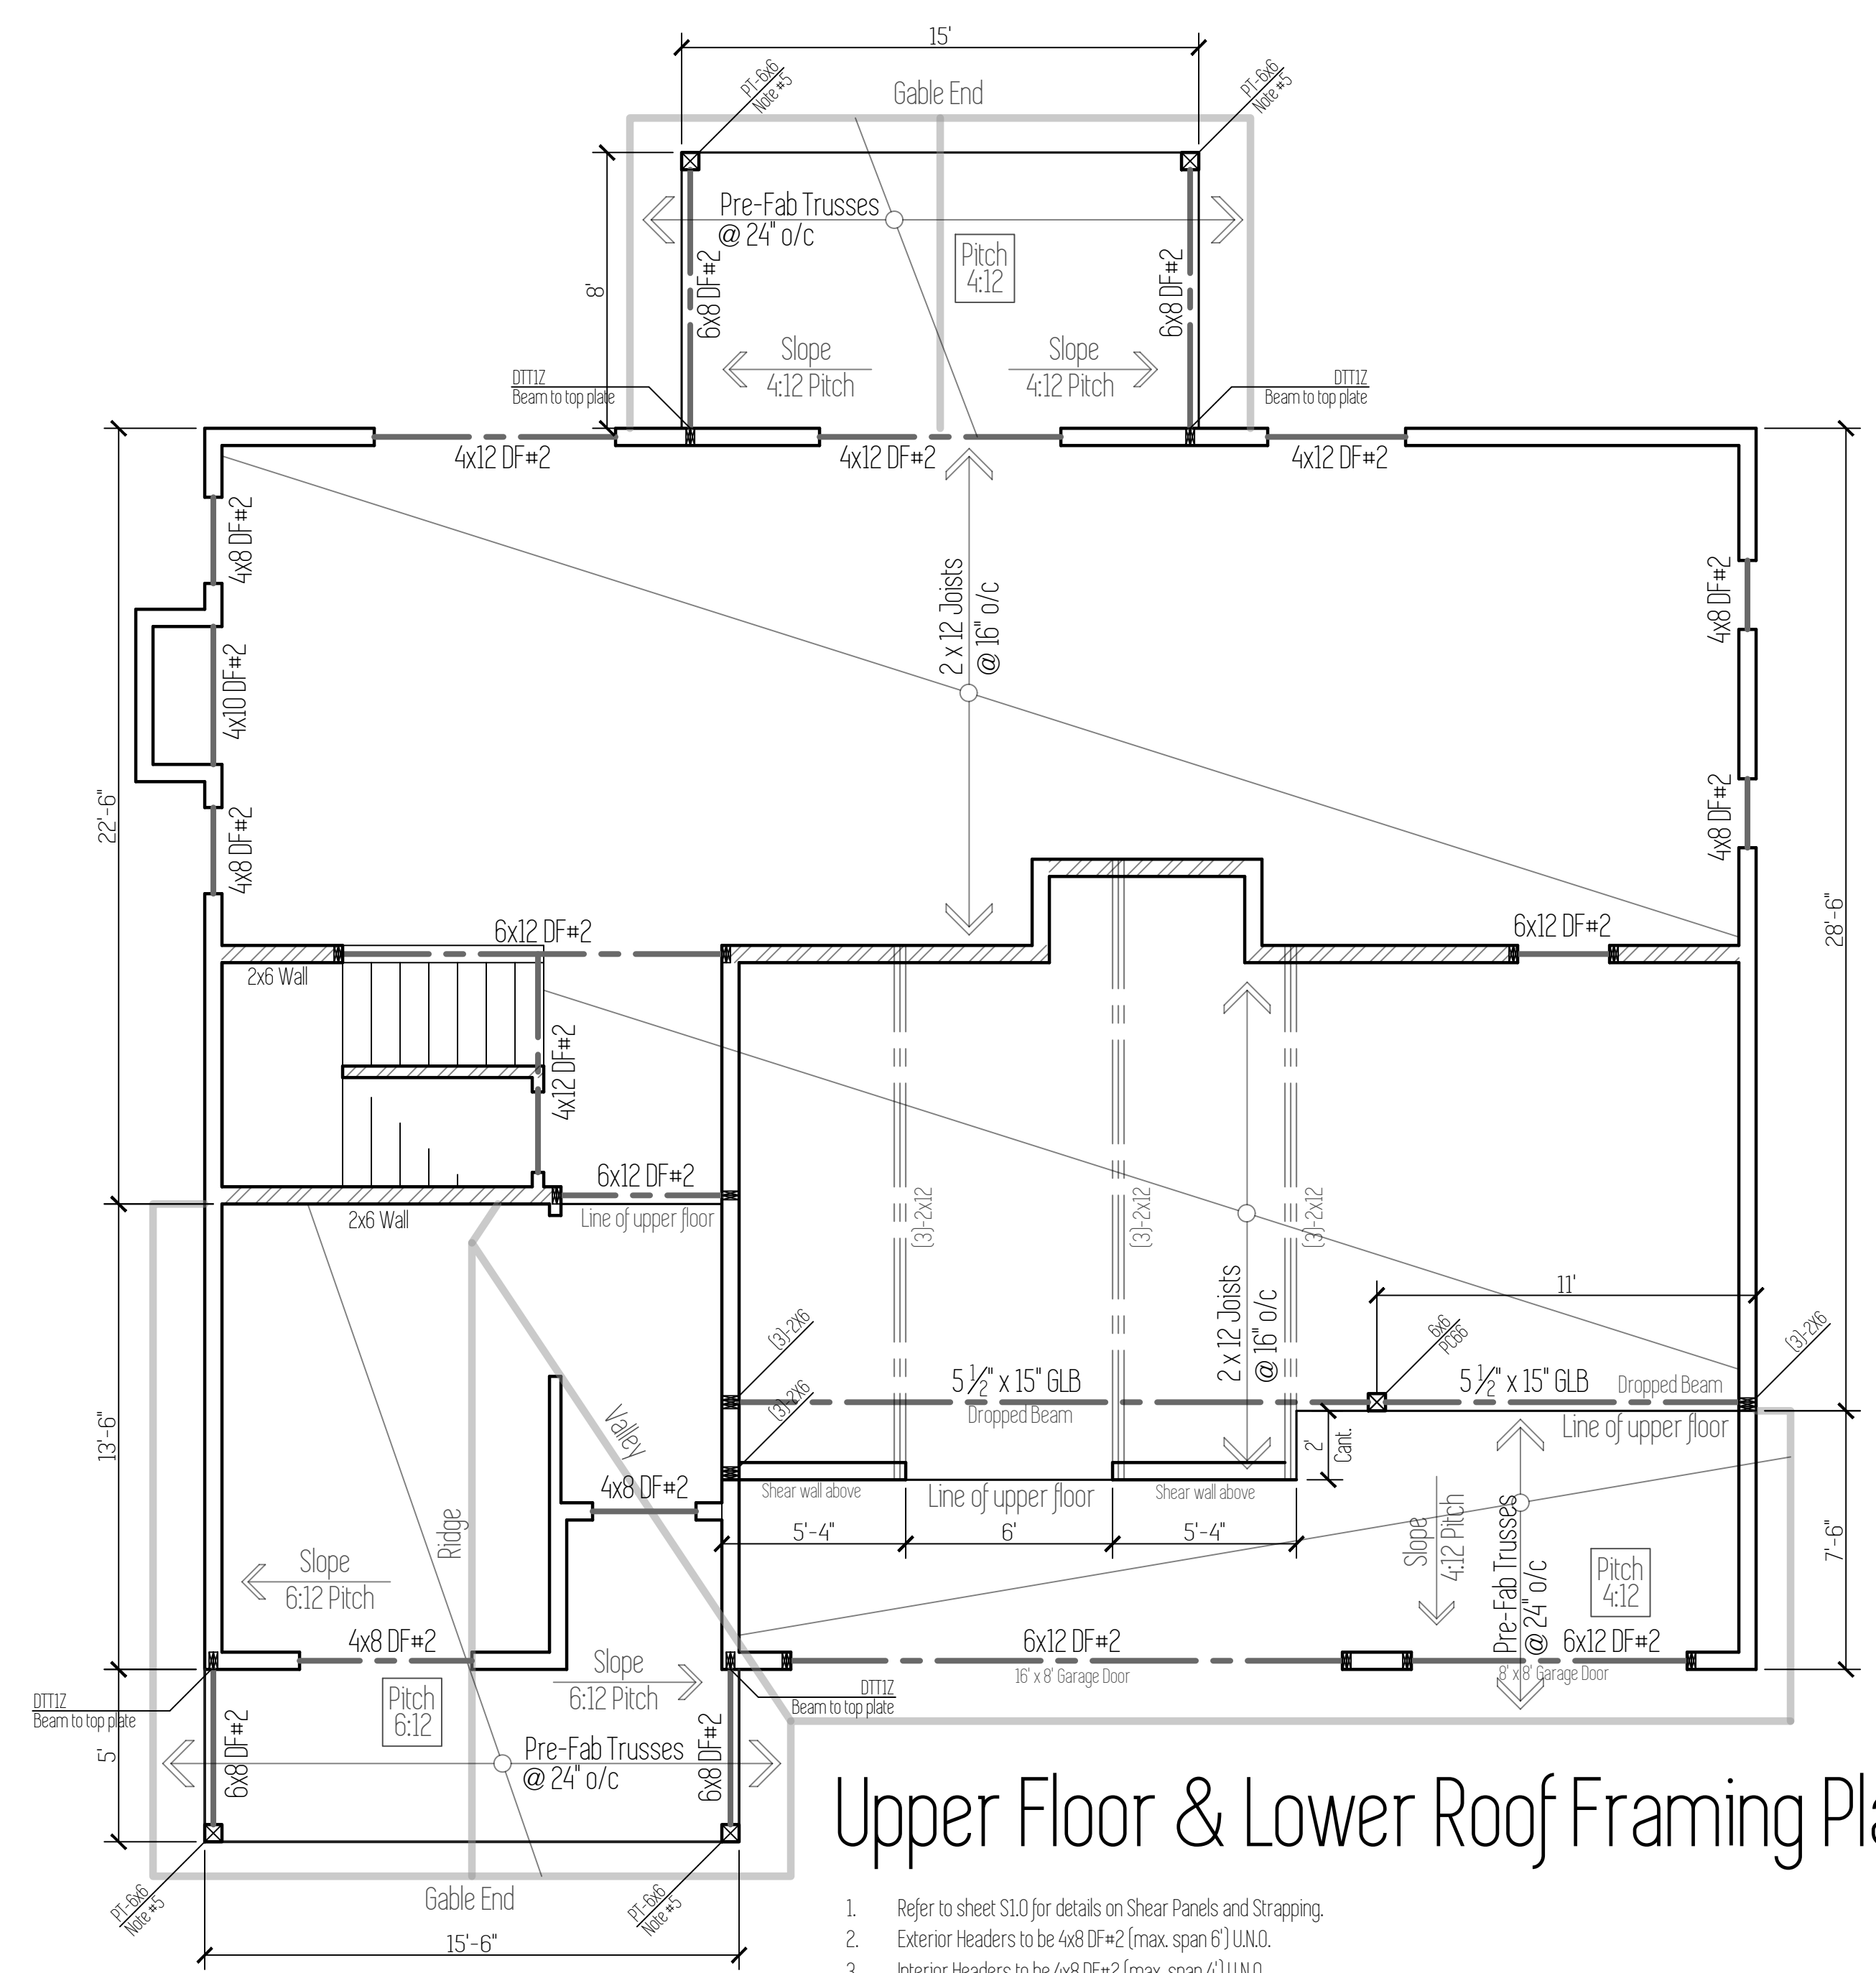 15'
PT-6x6
Note #5
PT-6x6
Note #5
Gable End
Pre-Fab Trusses
@ 24" o/c
Pitch
4:12
6x8 DF#2
6x8 DF#2
8'
Slope
4:12 Pitch
Slope
4:12 Pitch
DTT1Z
Beam to top plate
DTT1Z
Beam to top plate
4x12 DF#2
4x12 DF#2
4x12 DF#2
4x8 DF#2
4x10 DF#2
4x8 DF#2
2 x 12 Joists
@ 16" o/c
4x8 DF#2
4x8 DF#2
22'-6"
28'-6"
6x12 DF#2
6x12 DF#2
2x6 Wall
4x12 DF#2
6x12 DF#2
Line of upper floor
2x6 Wall
(3)-2x12
(3)-2x12
(3)-2x12
2 x 12 Joists
@ 16" o/c
11'
6x6
PC66
(3)-2X6
(3)-2X6
(3)-2X6
5 1/2" x 15" GLB
Dropped Beam
5 1/2" x 15" GLB
Dropped Beam
Line of upper floor
2'
Cant.
13'-6"
Valley
Ridge
4x8 DF#2
Shear wall above
Line of upper floor
Shear wall above
5'-4"
6'
5'-4"
Slope
4:12 Pitch
Pre-Fab Trusses
@ 24" o/c
Pitch
4:12
7'-6"
Slope
6:12 Pitch
4x8 DF#2
6x12 DF#2
16' x 8' Garage Door
6x12 DF#2
8' x 8' Garage Door
Slope
6:12 Pitch
Pitch
6:12
DTT1Z
Beam to top plate
DTT1Z
Beam to top plate
5'
6x8 DF#2
6x8 DF#2
Pre-Fab Trusses
@ 24" o/c
PT-6x6
Note #5
PT-6x6
Note #5
Gable End
15'-6"
Upper Floor & Lower Roof Framing Pla
1. Refer to sheet S1.0 for details on Shear Panels and Strapping.
2. Exterior Headers to be 4x8 DF#2 (max. span 6') U.N.O.
3. Interior Headers to be 4x8 DF#2 (max. span 4') U.N.O.